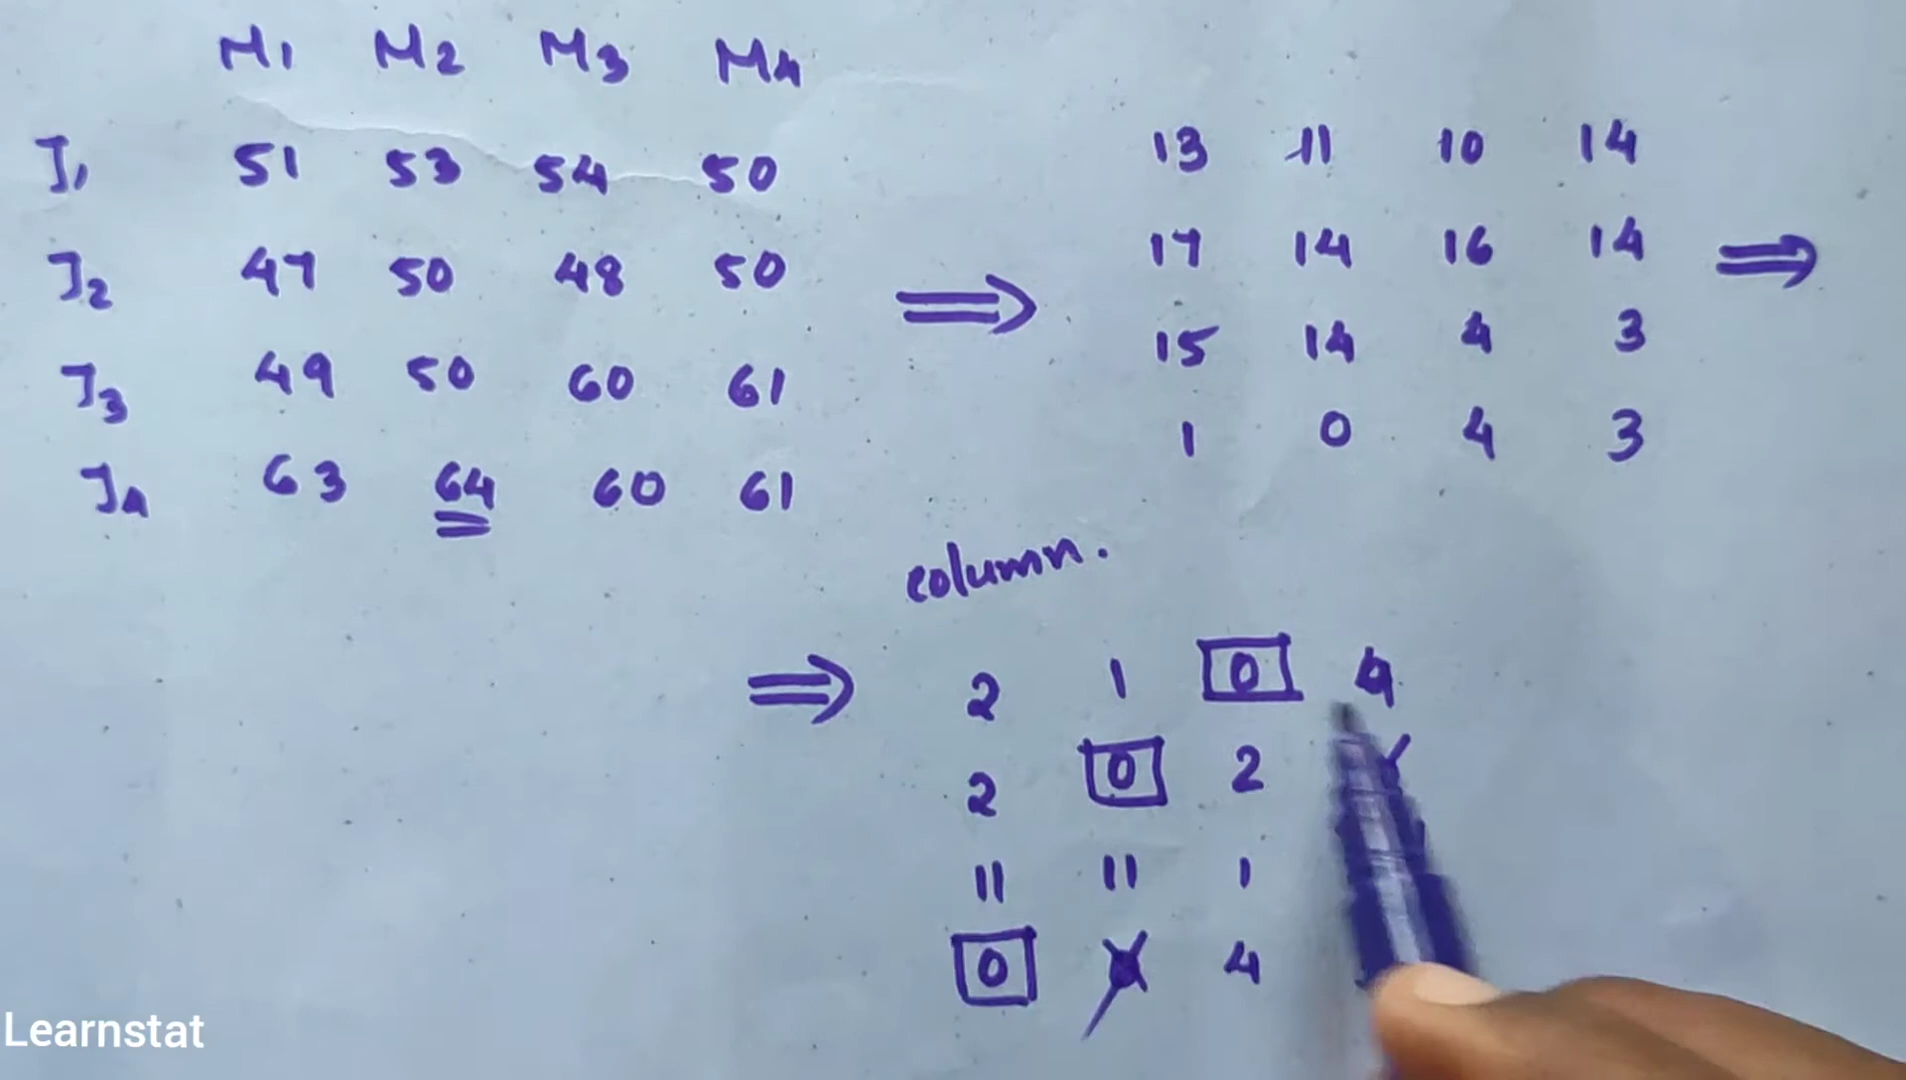 M1 M2 M3 M4
J1 51 53 54 50
J2 47 50 48 50
J3 49 50 60 61
J4 63 64 60 61
⇒
13 11 10 14
17 14 16 14
15 14 4 3
1 0 4 3
⇒
column.
⇒ 2 1 0 4
2 0 2
11 11 1
0 4
Learnstat